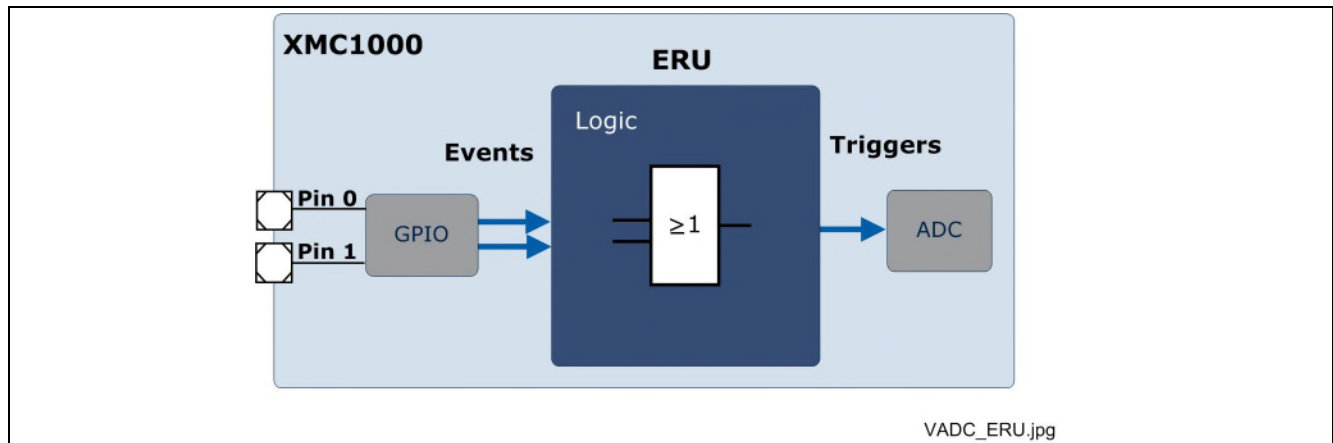 XMC1000
ERU
Logic
Events
Triggers
Pin 0
GPIO
≥1
ADC
Pin 1
VADC_ERU.jpg